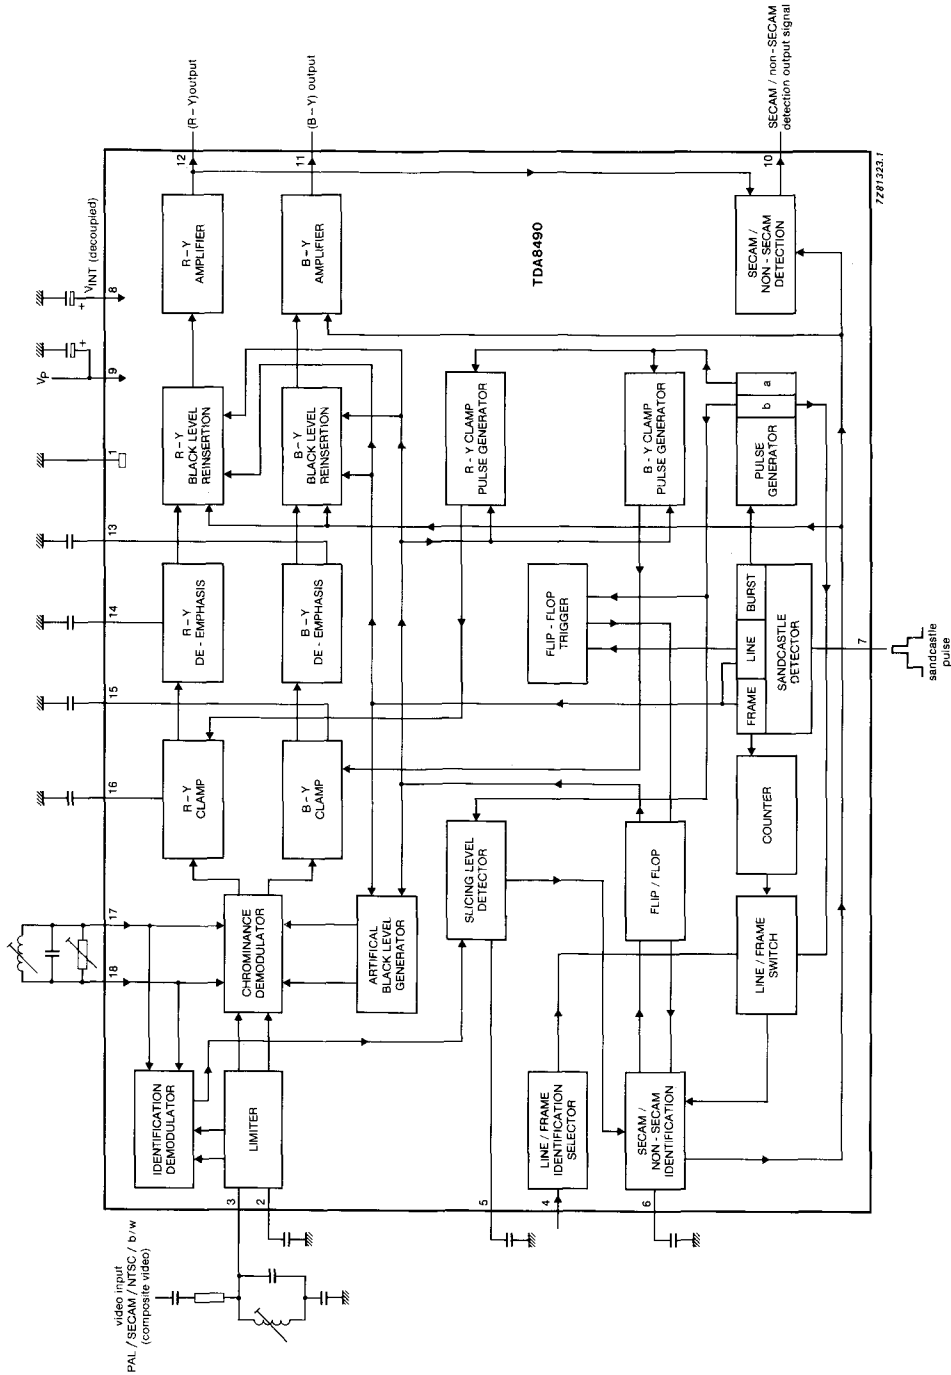 video input
PAL / SECAM / NTSC / b/w
(composite video)
3
2
5
4
6
18
17
16
15
14
13
1
9
VP
+
8
VINT (decoupled)
+
IDENTIFICATION
DEMODULATOR
LIMITER
CHROMINANCE
DEMODULATOR
ARTIFICAL
BLACK LEVEL
GENERATOR
R - Y
CLAMP
B - Y
CLAMP
R - Y
DE - EMPHASIS
B - Y
DE - EMPHASIS
R - Y
BLACK LEVEL
REINSERTION
B - Y
BLACK LEVEL
REINSERTION
R - Y
AMPLIFIER
B - Y
AMPLIFIER
12
(R - Y) output
11
(B - Y) output
TDA8490
SLICING LEVEL
DETECTOR
R - Y CLAMP
PULSE GENERATOR
B - Y CLAMP
PULSE GENERATOR
FLIP - FLOP
TRIGGER
LINE / FRAME
IDENTIFICATION
SELECTOR
SECAM /
NON - SECAM
IDENTIFICATION
FLIP / FLOP
LINE / FRAME
SWITCH
COUNTER
FRAME
LINE
BURST
SANDCASTLE
DETECTOR
PULSE
GENERATOR
b
a
SECAM /
NON - SECAM
DETECTION
10
SECAM / non-SECAM
detection output signal
7
sandcastle
pulse
7Z81323.1